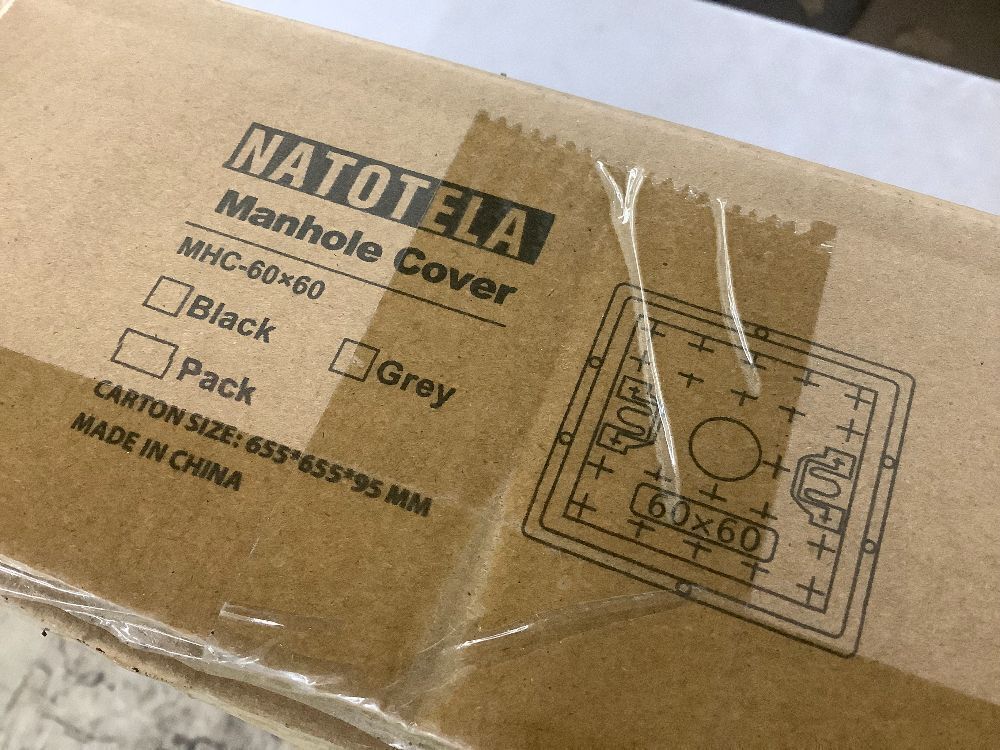 NATOTELA
Manhole Cover
MHC-60×60
Black
Grey
Pack
CARTON SIZE: 655*655*95 MM
MADE IN CHINA
60×60